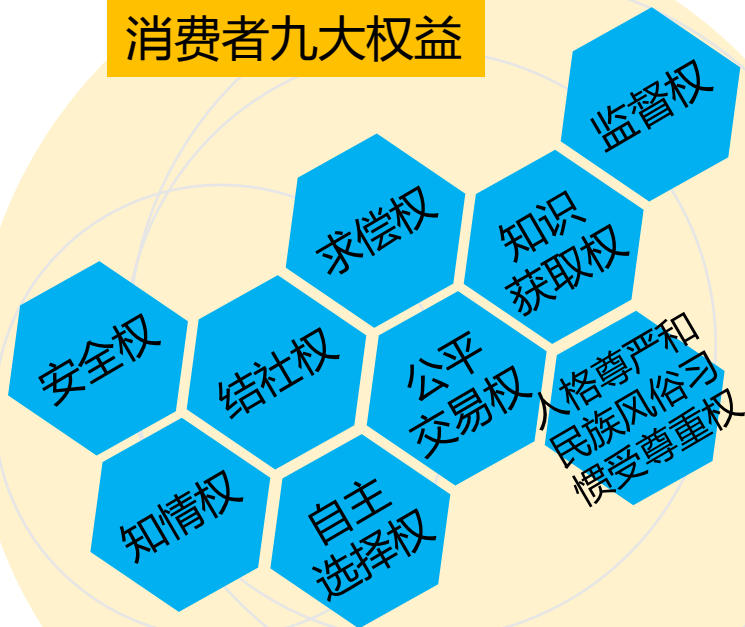 消费者九大权益
监督权
求偿权
知识
获取权
安全权
结社权
公平
交易权
人格尊严和
民族风俗习
惯受尊重权
知情权
自主
选择权